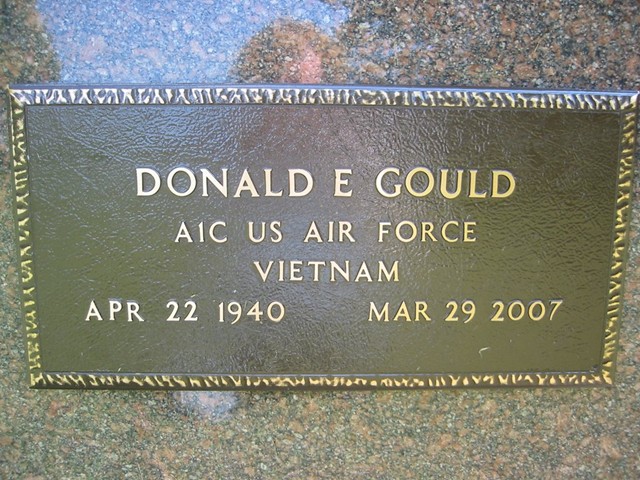 DONALD E GOULD
A1C US AIR FORCE
VIETNAM
APR 22 1940 MAR 29 2007